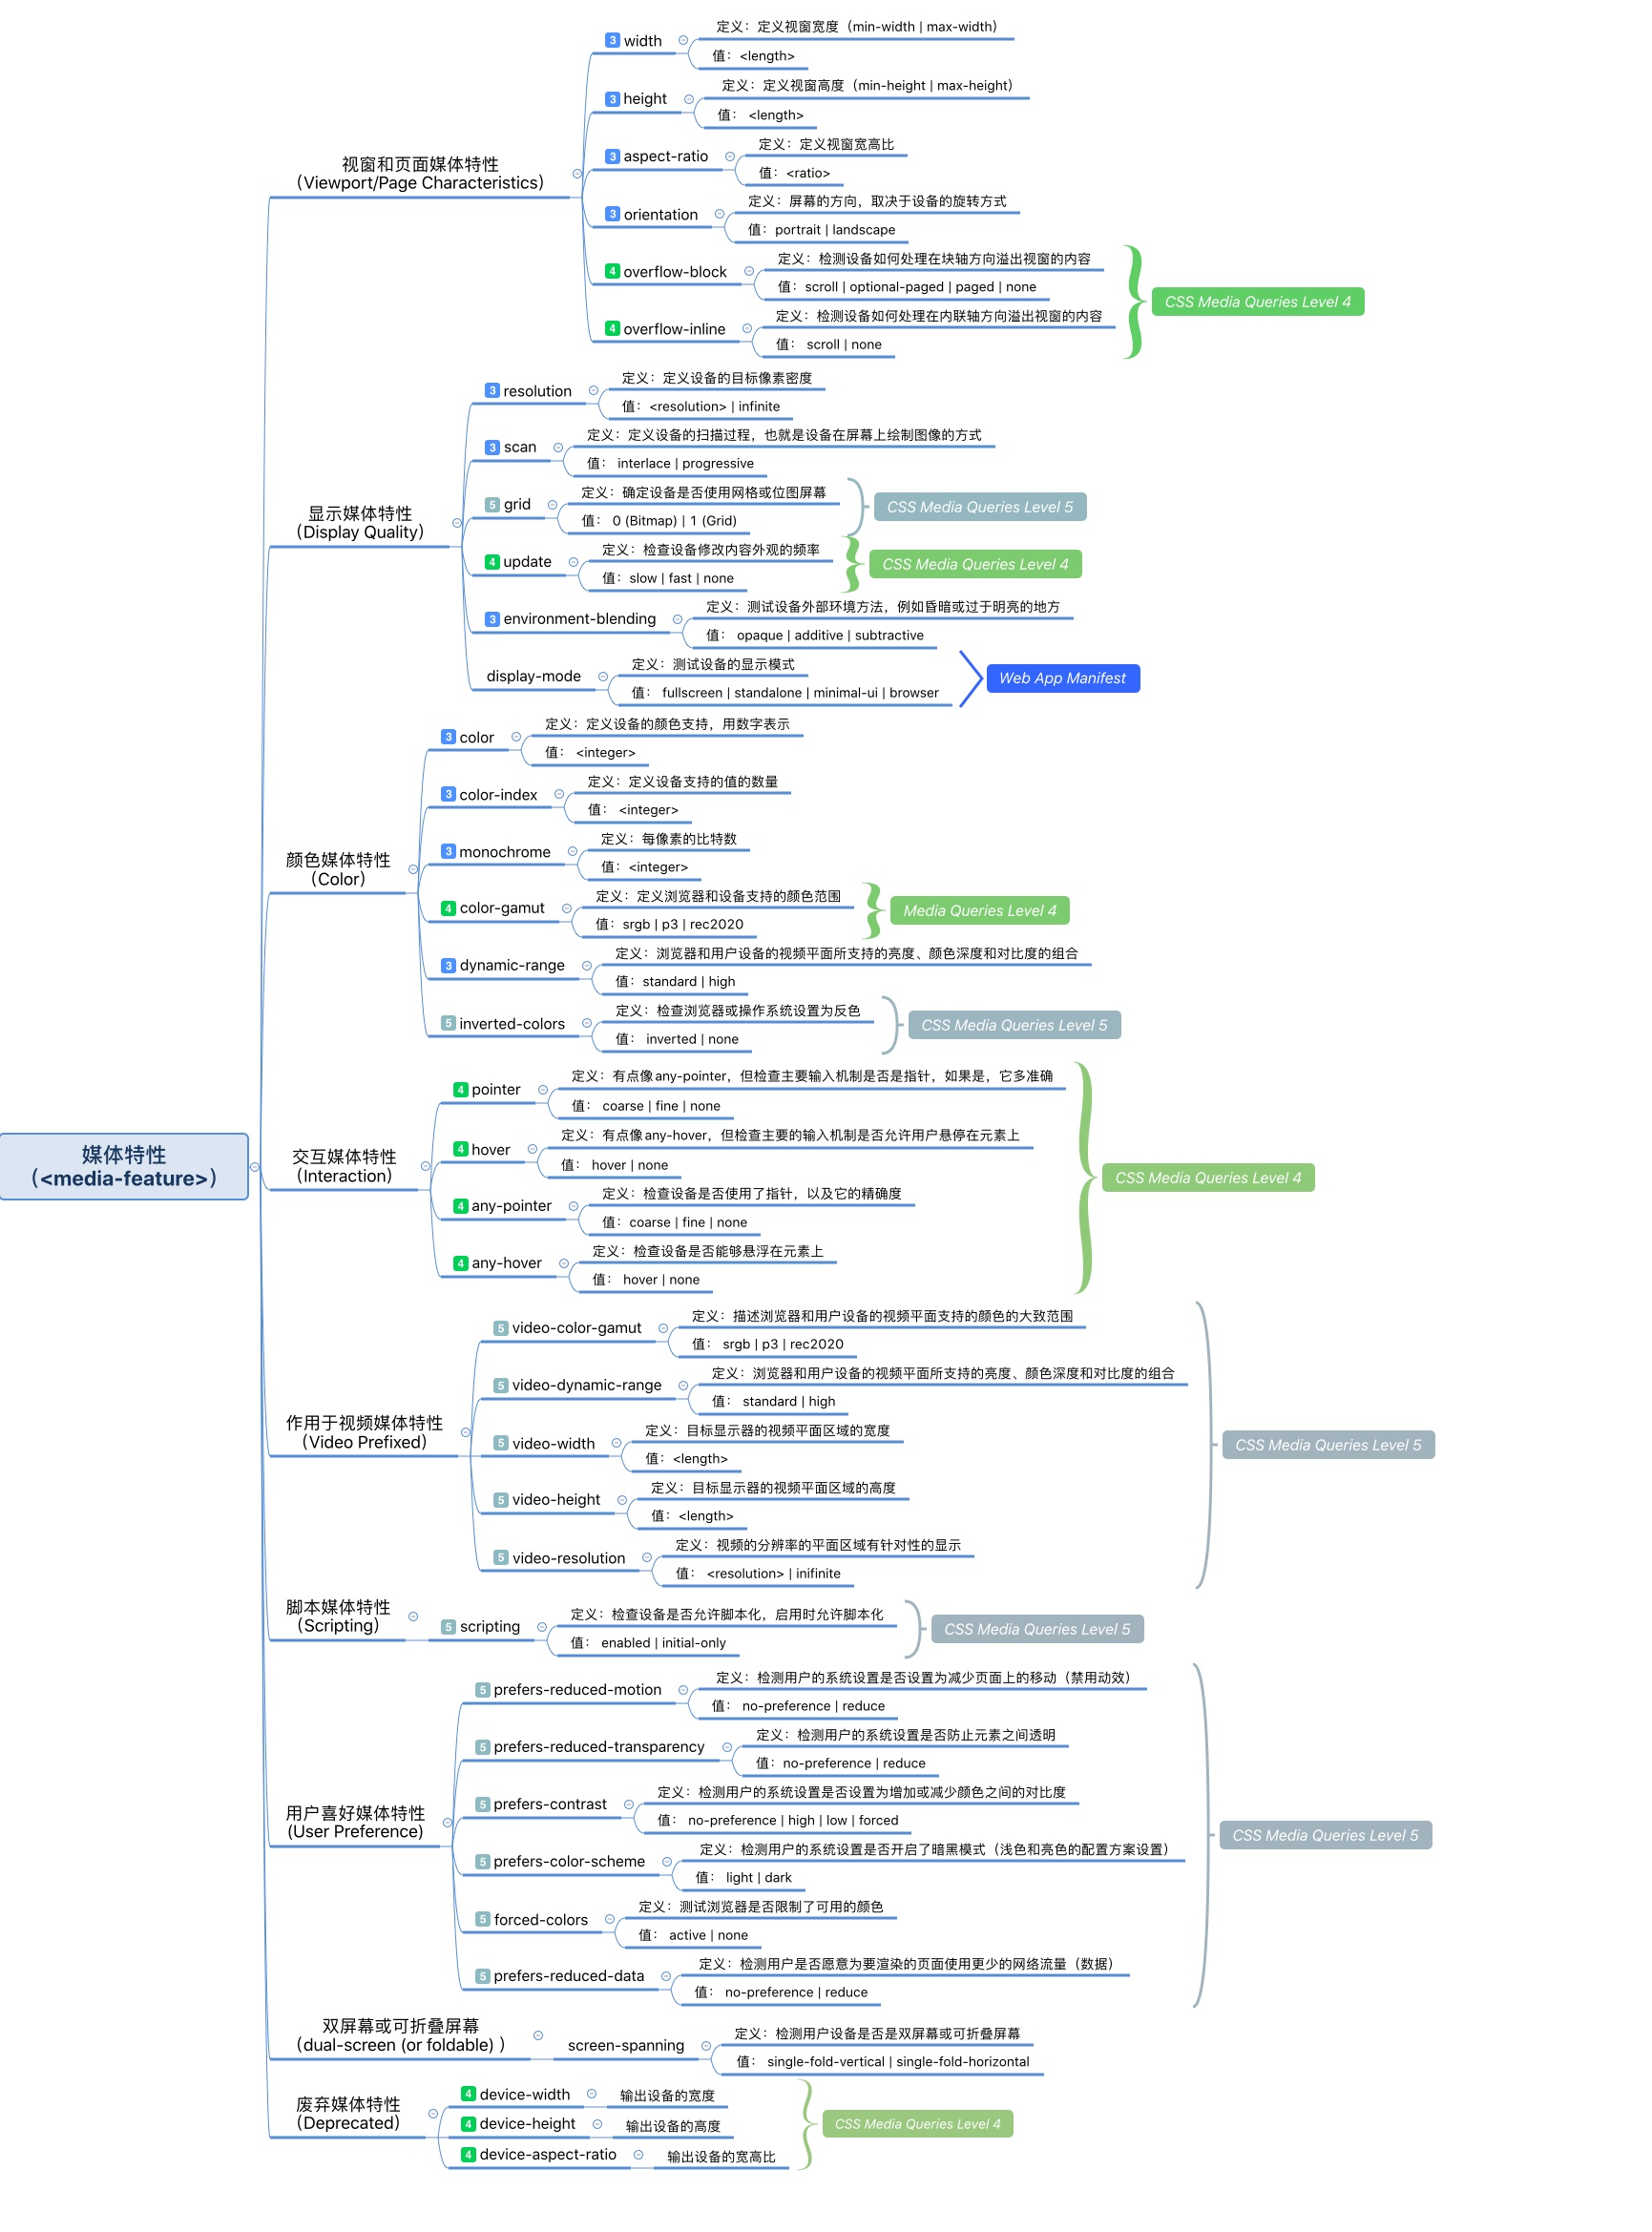 媒体特性
（<media-feature>）
视窗和页面媒体特性
（Viewport/Page Characteristics）
3 width
定义：定义视窗宽度（min-width | max-width）
值：<length>
3 height
定义：定义视窗高度（min-height | max-height）
值： <length>
3 aspect-ratio
定义：定义视窗宽高比
值：<ratio>
3 orientation
定义：屏幕的方向，取决于设备的旋转方式
值：portrait | landscape
4 overflow-block
定义：检测设备如何处理在块轴方向溢出视窗的内容
值：scroll | optional-paged | paged | none
4 overflow-inline
定义：检测设备如何处理在内联轴方向溢出视窗的内容
值： scroll | none
CSS Media Queries Level 4
显示媒体特性
（Display Quality）
3 resolution
定义：定义设备的目标像素密度
值：<resolution> | infinite
3 scan
定义：定义设备的扫描过程，也就是设备在屏幕上绘制图像的方式
值： interlace | progressive
5 grid
定义：确定设备是否使用网格或位图屏幕
值： 0 (Bitmap) | 1 (Grid)
CSS Media Queries Level 5
4 update
定义：检查设备修改内容外观的频率
值：slow | fast | none
CSS Media Queries Level 4
3 environment-blending
定义：测试设备外部环境方法，例如昏暗或过于明亮的地方
值： opaque | additive | subtractive
display-mode
定义：测试设备的显示模式
值： fullscreen | standalone | minimal-ui | browser
Web App Manifest
颜色媒体特性
（Color）
3 color
定义：定义设备的颜色支持，用数字表示
值： <integer>
3 color-index
定义：定义设备支持的值的数量
值： <integer>
3 monochrome
定义：每像素的比特数
值：<integer>
4 color-gamut
定义：定义浏览器和设备支持的颜色范围
值：srgb | p3 | rec2020
Media Queries Level 4
3 dynamic-range
定义：浏览器和用户设备的视频平面所支持的亮度、颜色深度和对比度的组合
值：standard | high
5 inverted-colors
定义：检查浏览器或操作系统设置为反色
值： inverted | none
CSS Media Queries Level 5
交互媒体特性
（Interaction）
4 pointer
定义：有点像any-pointer，但检查主要输入机制是否是指针，如果是，它多准确
值： coarse | fine | none
4 hover
定义：有点像any-hover，但检查主要的输入机制是否允许用户悬停在元素上
值： hover | none
4 any-pointer
定义：检查设备是否使用了指针，以及它的精确度
值：coarse | fine | none
4 any-hover
定义：检查设备是否能够悬浮在元素上
值： hover | none
CSS Media Queries Level 4
作用于视频媒体特性
（Video Prefixed）
5 video-color-gamut
定义：描述浏览器和用户设备的视频平面支持的颜色的大致范围
值： srgb | p3 | rec2020
5 video-dynamic-range
定义：浏览器和用户设备的视频平面所支持的亮度、颜色深度和对比度的组合
值： standard | high
5 video-width
定义：目标显示器的视频平面区域的宽度
值：<length>
5 video-height
定义：目标显示器的视频平面区域的高度
值：<length>
5 video-resolution
定义：视频的分辨率的平面区域有针对性的显示
值： <resolution> | inifinite
CSS Media Queries Level 5
脚本媒体特性
（Scripting）
5 scripting
定义：检查设备是否允许脚本化，启用时允许脚本化
值： enabled | initial-only
CSS Media Queries Level 5
用户喜好媒体特性
(User Preference）
5 prefers-reduced-motion
定义：检测用户的系统设置是否设置为减少页面上的移动（禁用动效）
值： no-preference | reduce
5 prefers-reduced-transparency
定义：检测用户的系统设置是否防止元素之间透明
值：no-preference | reduce
5 prefers-contrast
定义：检测用户的系统设置是否设置为增加或减少颜色之间的对比度
值： no-preference | high | low | forced
5 prefers-color-scheme
定义：检测用户的系统设置是否开启了暗黑模式（浅色和亮色的配置方案设置）
值： light | dark
5 forced-colors
定义：测试浏览器是否限制了可用的颜色
值： active | none
5 prefers-reduced-data
定义：检测用户是否愿意为要渲染的页面使用更少的网络流量（数据）
值： no-preference | reduce
CSS Media Queries Level 5
双屏幕或可折叠屏幕
（dual-screen (or foldable) ）
screen-spanning
定义：检测用户设备是否是双屏幕或可折叠屏幕
值： single-fold-vertical | single-fold-horizontal
废弃媒体特性
（Deprecated）
4 device-width
输出设备的宽度
4 device-height
输出设备的高度
4 device-aspect-ratio
输出设备的宽高比
CSS Media Queries Level 4